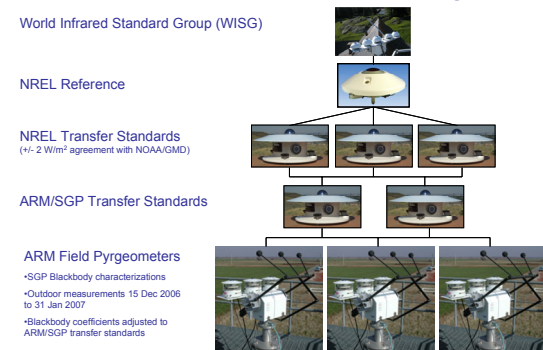 World Infrared Standard Group (WISG)
NREL Reference
NREL Transfer Standards
(+/- 2 W/m² agreement with NOAA/GMD)
ARM/SGP Transfer Standards
ARM Field Pyrgeometers
•SGP Blackbody characterizations
•Outdoor measurements 15 Dec 2006
to 31 Jan 2007
•Blackbody coefficients adjusted to
ARM/SGP transfer standards